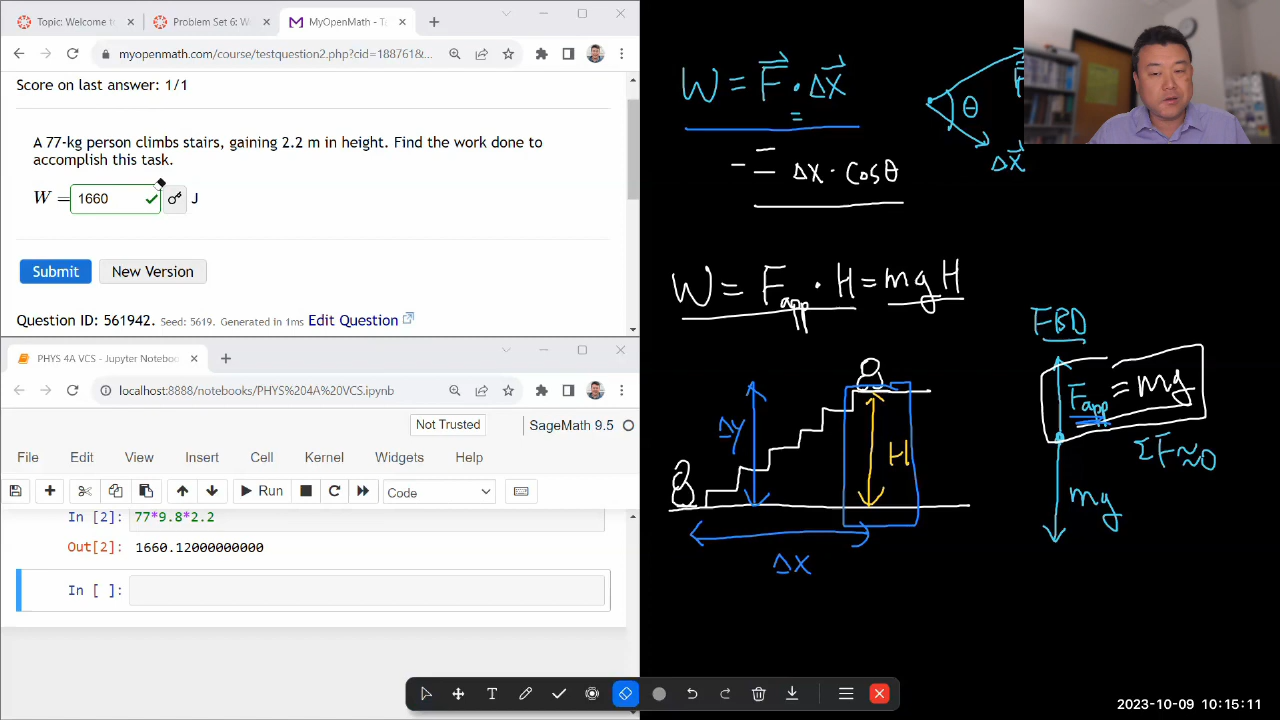 Topic: Welcome to
Problem Set 6: W
MyOpenMath - T
myopenmath.com/course/testquestion2.php?cid=188761&...
Score on last answer: 1/1
A 77-kg person climbs stairs, gaining 2.2 m in height. Find the work done to
accomplish this task.
W = 1660 J
Submit New Version
Question ID: 561942. Seed: 5619. Generated in 1ms Edit Question
PHYS 4A VCS - Jupyter Notebo
localhost:8888/notebooks/PHYS%204A%20VCS.ipynb
Not Trusted SageMath 9.5
File Edit View Insert Cell Kernel Widgets Help
Run Code
In [2]: 77*9.8*2.2
Out[2]: 1660.12000000000
In [ ]:
W = F · Δx
= Δx · cosθ
θ
F
Δx
W = Fapp · H = mgH
FBD
Fapp = mg
ΣF≈0
mg
Δy
H
Δx
T
2023-10-09 10:15:11